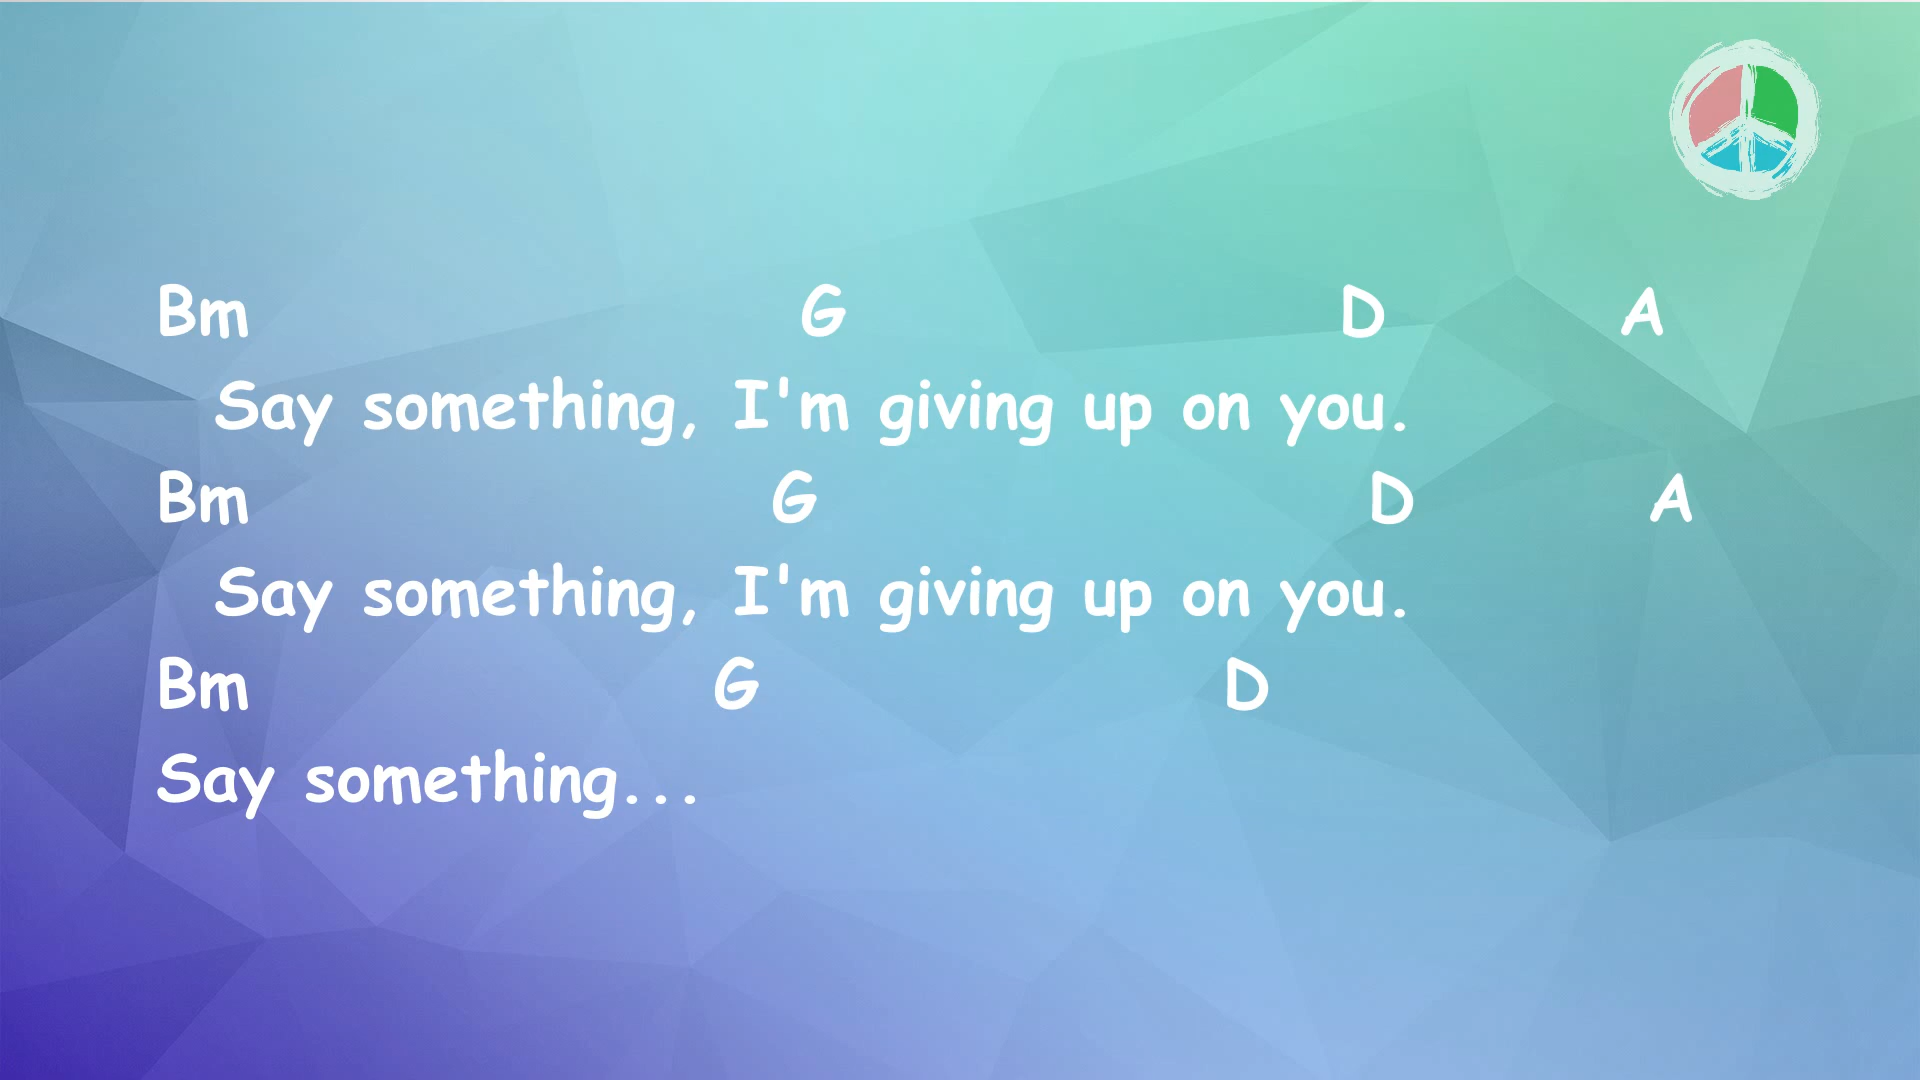 Bm G D A
Say something, I'm giving up on you.
Bm G D A
Say something, I'm giving up on you.
Bm G D
Say something...